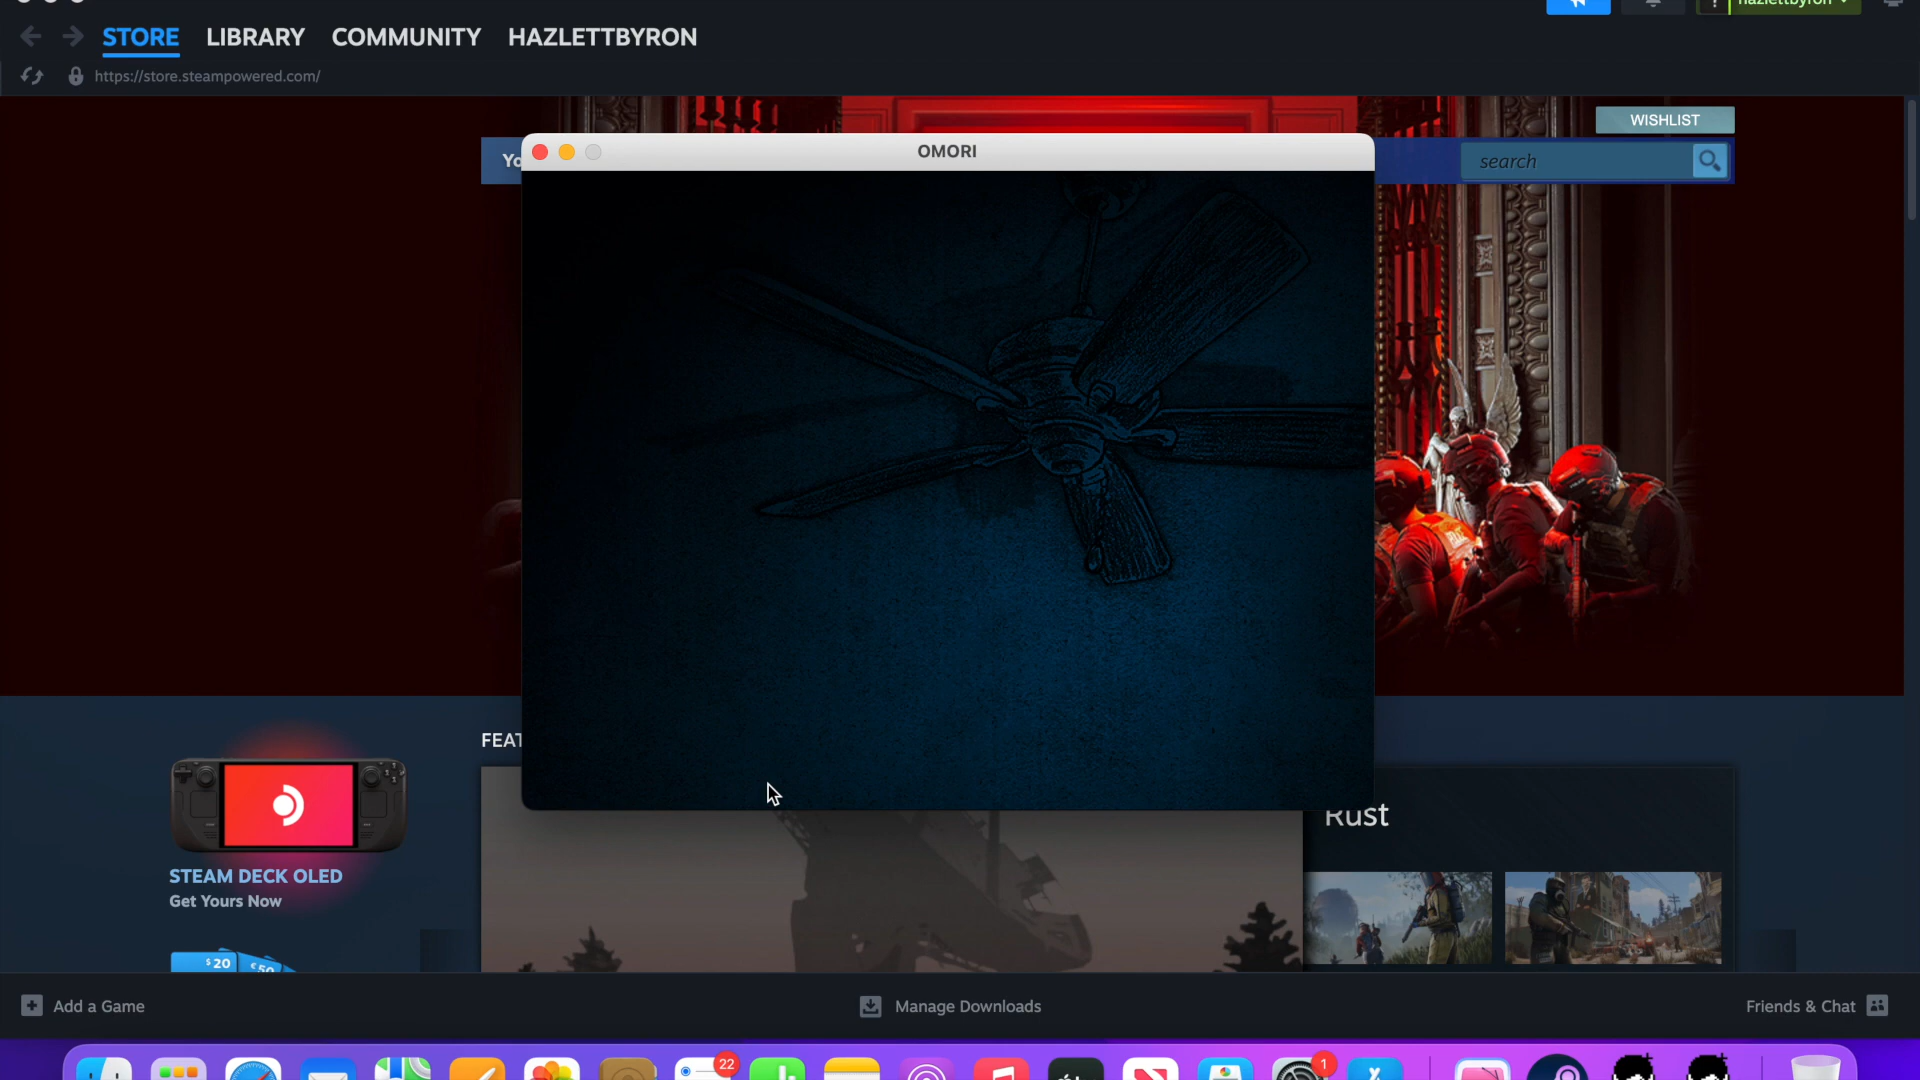 hazlettbyron
STORE LIBRARY COMMUNITY HAZLETTBYRON
https://store.steampowered.com/
WISHLIST
OMORI
search
Rust
STEAM DECK OLED
Get Yours Now
$20
Add a Game
Manage Downloads
Friends & Chat
22
1